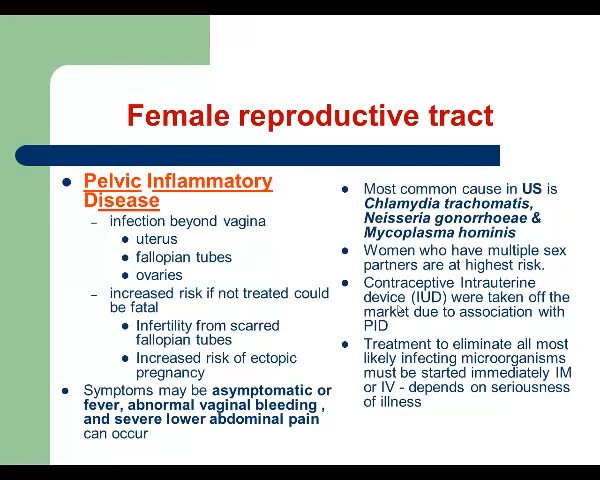 Female reproductive tract
Pelvic Inflammatory
Disease
– infection beyond vagina
uterus
fallopian tubes
ovaries
– increased risk if not treated could
be fatal
Infertility from scarred
fallopian tubes
Increased risk of ectopic
pregnancy
Symptoms may be asymptomatic or
fever, abnormal vaginal bleeding ,
and severe lower abdominal pain
can occur
Most common cause in US is
Chlamydia trachomatis,
Neisseria gonorrhoeae &
Mycoplasma hominis
Women who have multiple sex
partners are at highest risk.
Contraceptive Intrauterine
device (IUD) were taken off the
market due to association with
PID
Treatment to eliminate all most
likely infecting microorganisms
must be started immediately IM
or IV - depends on seriousness
of illness